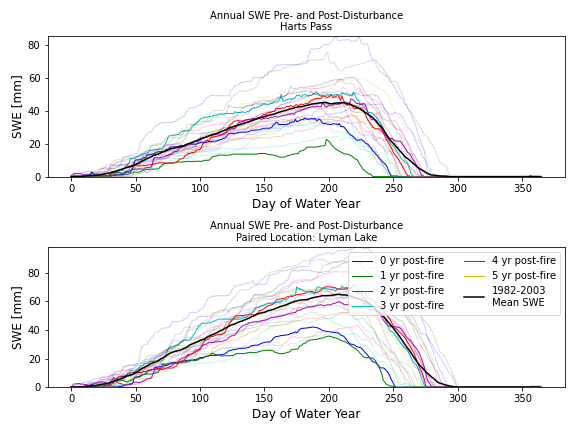 Annual SWE Pre- and Post-Disturbance
Harts Pass
80
60
40
20
0
SWE [mm]
0 50 100 150 200 250 300 350
Day of Water Year
Annual SWE Pre- and Post-Disturbance
Paired Location: Lyman Lake
80
60
40
20
0
SWE [mm]
0 yr post-fire
1 yr post-fire
2 yr post-fire
3 yr post-fire
4 yr post-fire
5 yr post-fire
1982-2003
Mean SWE
0 50 100 150 200 250 300 350
Day of Water Year